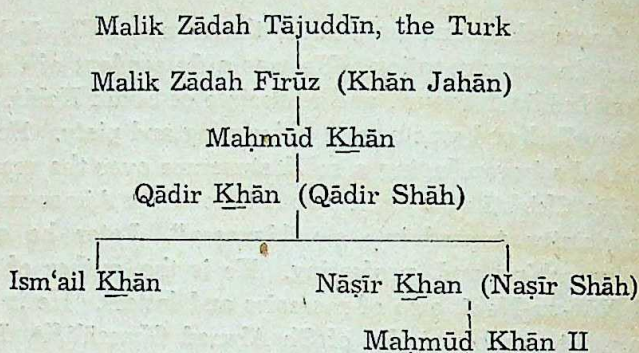 Malik Zādah Tājuddīn, the Turk
Malik Zādah Fīrūz (Khān Jahān)
Maḥmūd Khān
Qādir Khān (Qādir Shāh)
Ism‘ail Khān Nāṣīr Khan (Naṣīr Shāh)
Maḥmūd Khān II